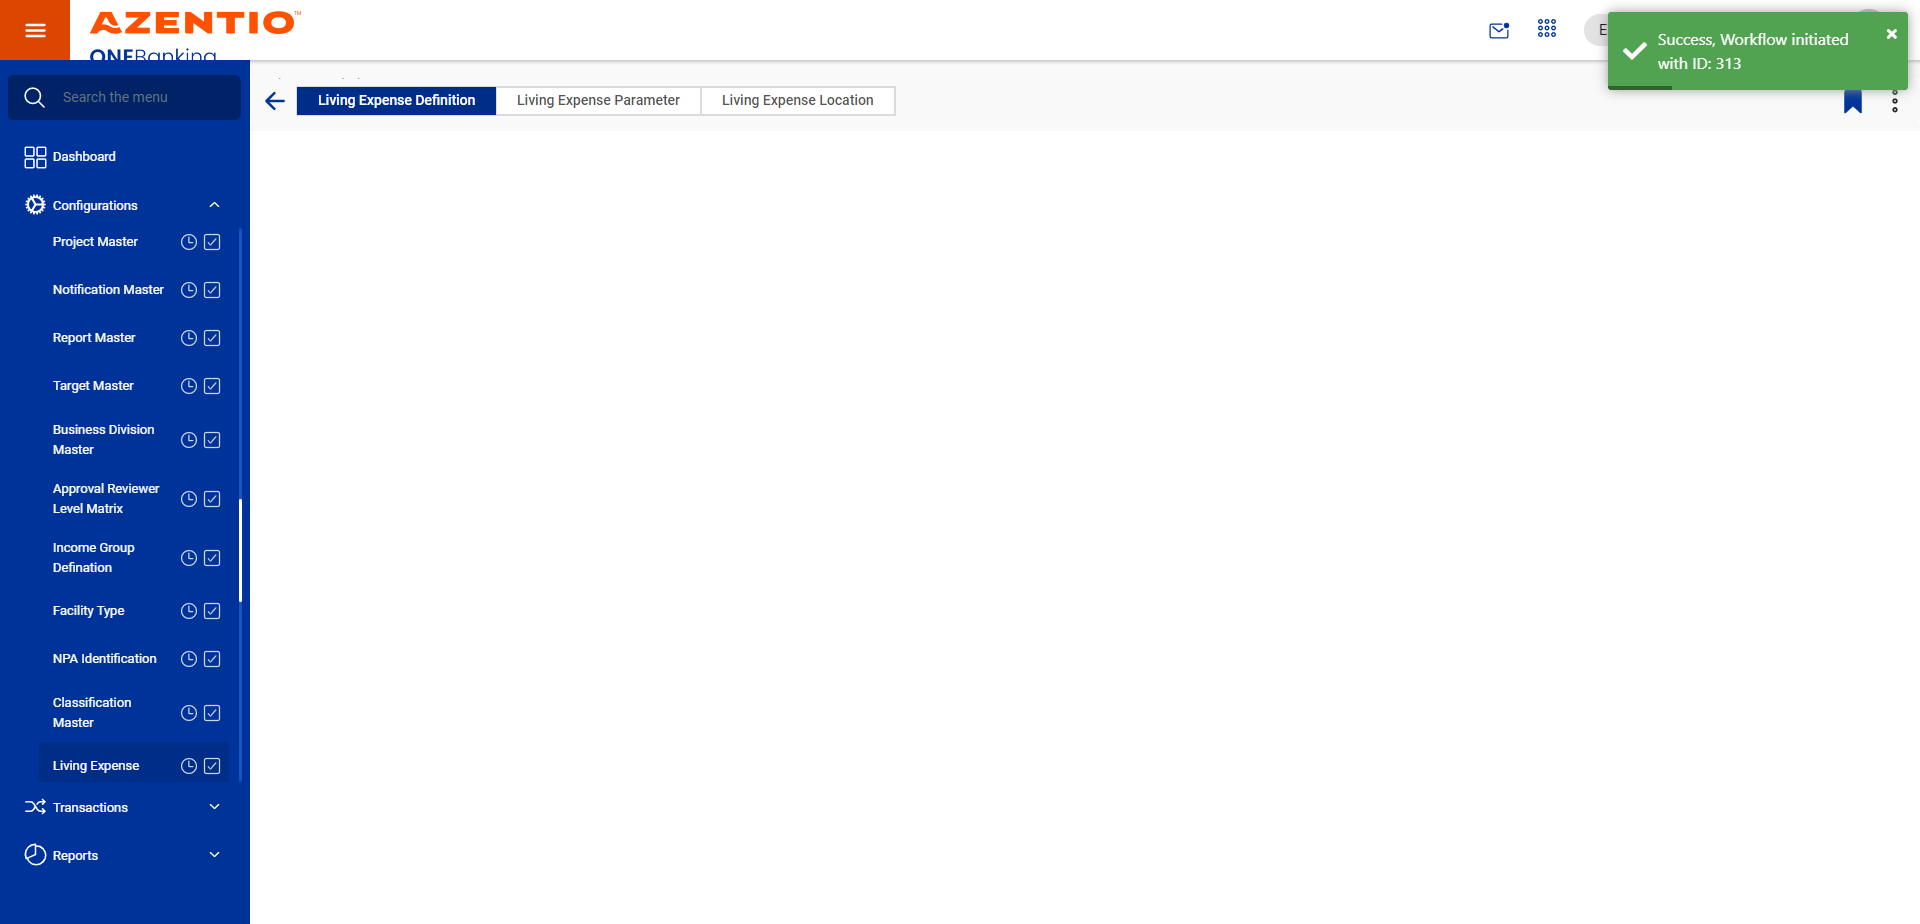 AZENTIO™
ONEBanking
E
Success, Workflow initiated
with ID: 313
Search the menu
Living Expense Definition
Living Expense Parameter
Living Expense Location
Dashboard
Configurations
Project Master
Notification Master
Report Master
Target Master
Business Division
Master
Approval Reviewer
Level Matrix
Income Group
Defination
Facility Type
NPA Identification
Classification
Master
Living Expense
Transactions
Reports